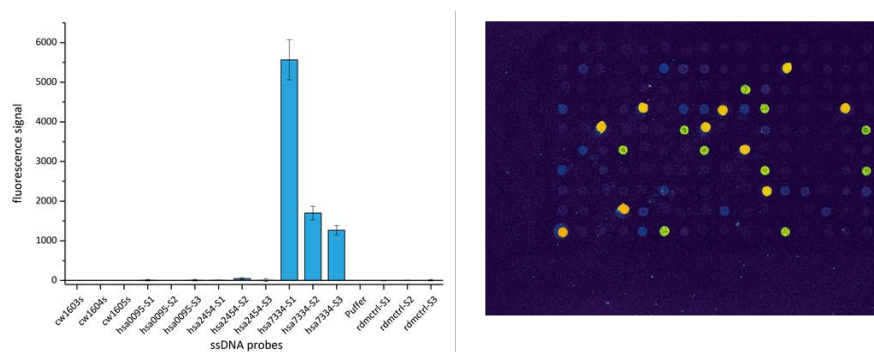 fluorescence signal
6000
5000
4000
3000
2000
1000
0
cw1603s
cw1604s
cw1605s
hsa0095-S1
hsa0095-S2
hsa0095-S3
hsa2454-S1
hsa2454-S2
hsa2454-S3
hsa7334-S1
hsa7334-S2
hsa7334-S3
Puffer
rdmctrl-S1
rdmctrl-S2
rdmctrl-S3
ssDNA probes